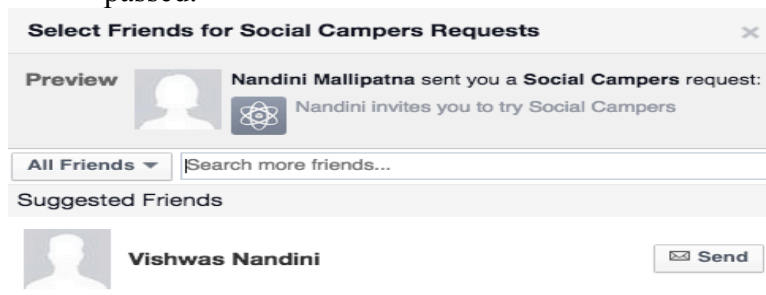 passed.
Select Friends for Social Campers Requests
Preview
Nandini Mallipatna sent you a Social Campers request:
Nandini invites you to try Social Campers
All Friends
Search more friends...
Suggested Friends
Vishwas Nandini
Send